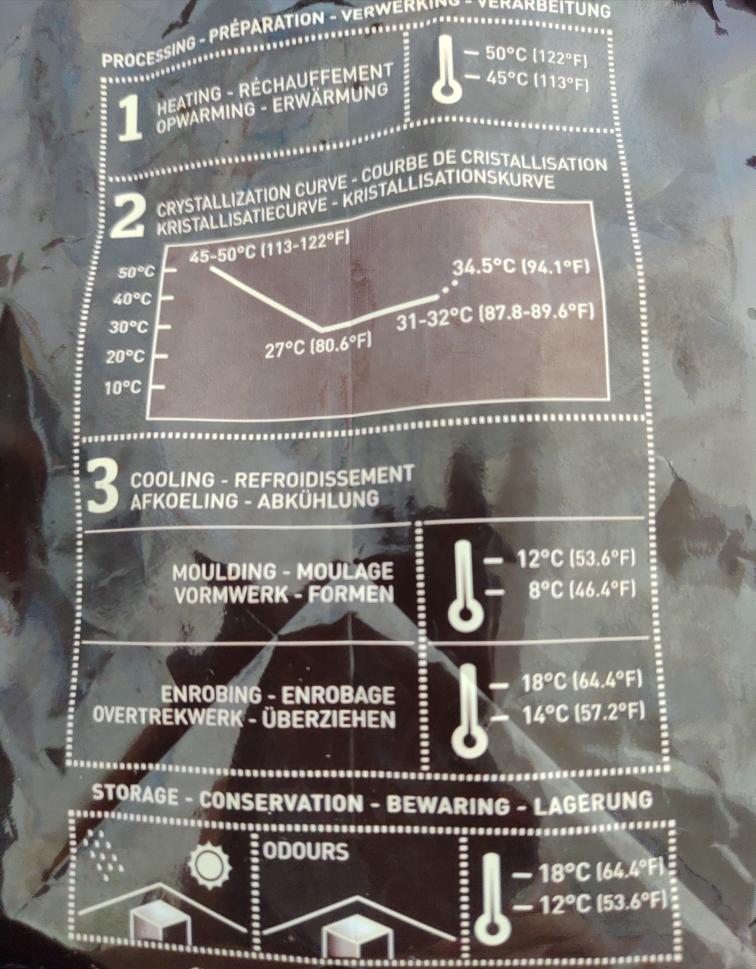 PROCESSING - PRÉPARATION - VERWERKING - VERARBEITUNG
1
HEATING - RÉCHAUFFEMENT
OPWARMING - ERWÄRMUNG
50°C (122°F)
45°C (113°F)
2
CRYSTALLIZATION CURVE - COURBE DE CRISTALLISATION
KRISTALLISATIECURVE - KRISTALLISATIONSKURVE
50°C
40°C
30°C
20°C
10°C
45-50°C (113-122°F)
34.5°C (94.1°F)
31-32°C (87.8-89.6°F)
27°C (80.6°F)
3
COOLING - REFROIDISSEMENT
AFKOELING - ABKÜHLUNG
MOULDING - MOULAGE
VORMWERK - FORMEN
12°C (53.6°F)
8°C (46.4°F)
ENROBING - ENROBAGE
OVERTREKWERK - ÜBERZIEHEN
18°C (64.4°F)
14°C (57.2°F)
STORAGE - CONSERVATION - BEWARING - LAGERUNG
ODOURS
18°C (64.4°F)
12°C (53.6°F)